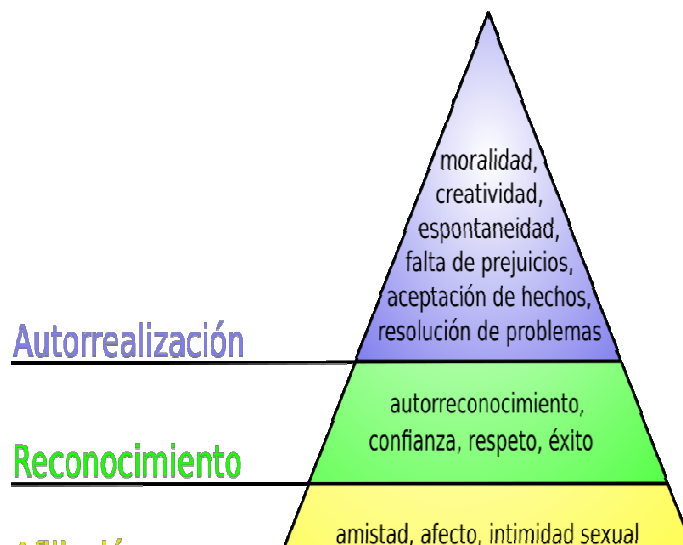 moralidad,
creatividad,
espontaneidad,
falta de prejuicios,
aceptación de hechos,
resolución de problemas
Autorrealización
autorreconocimiento,
confianza, respeto, éxito
Reconocimiento
amistad, afecto, intimidad sexual